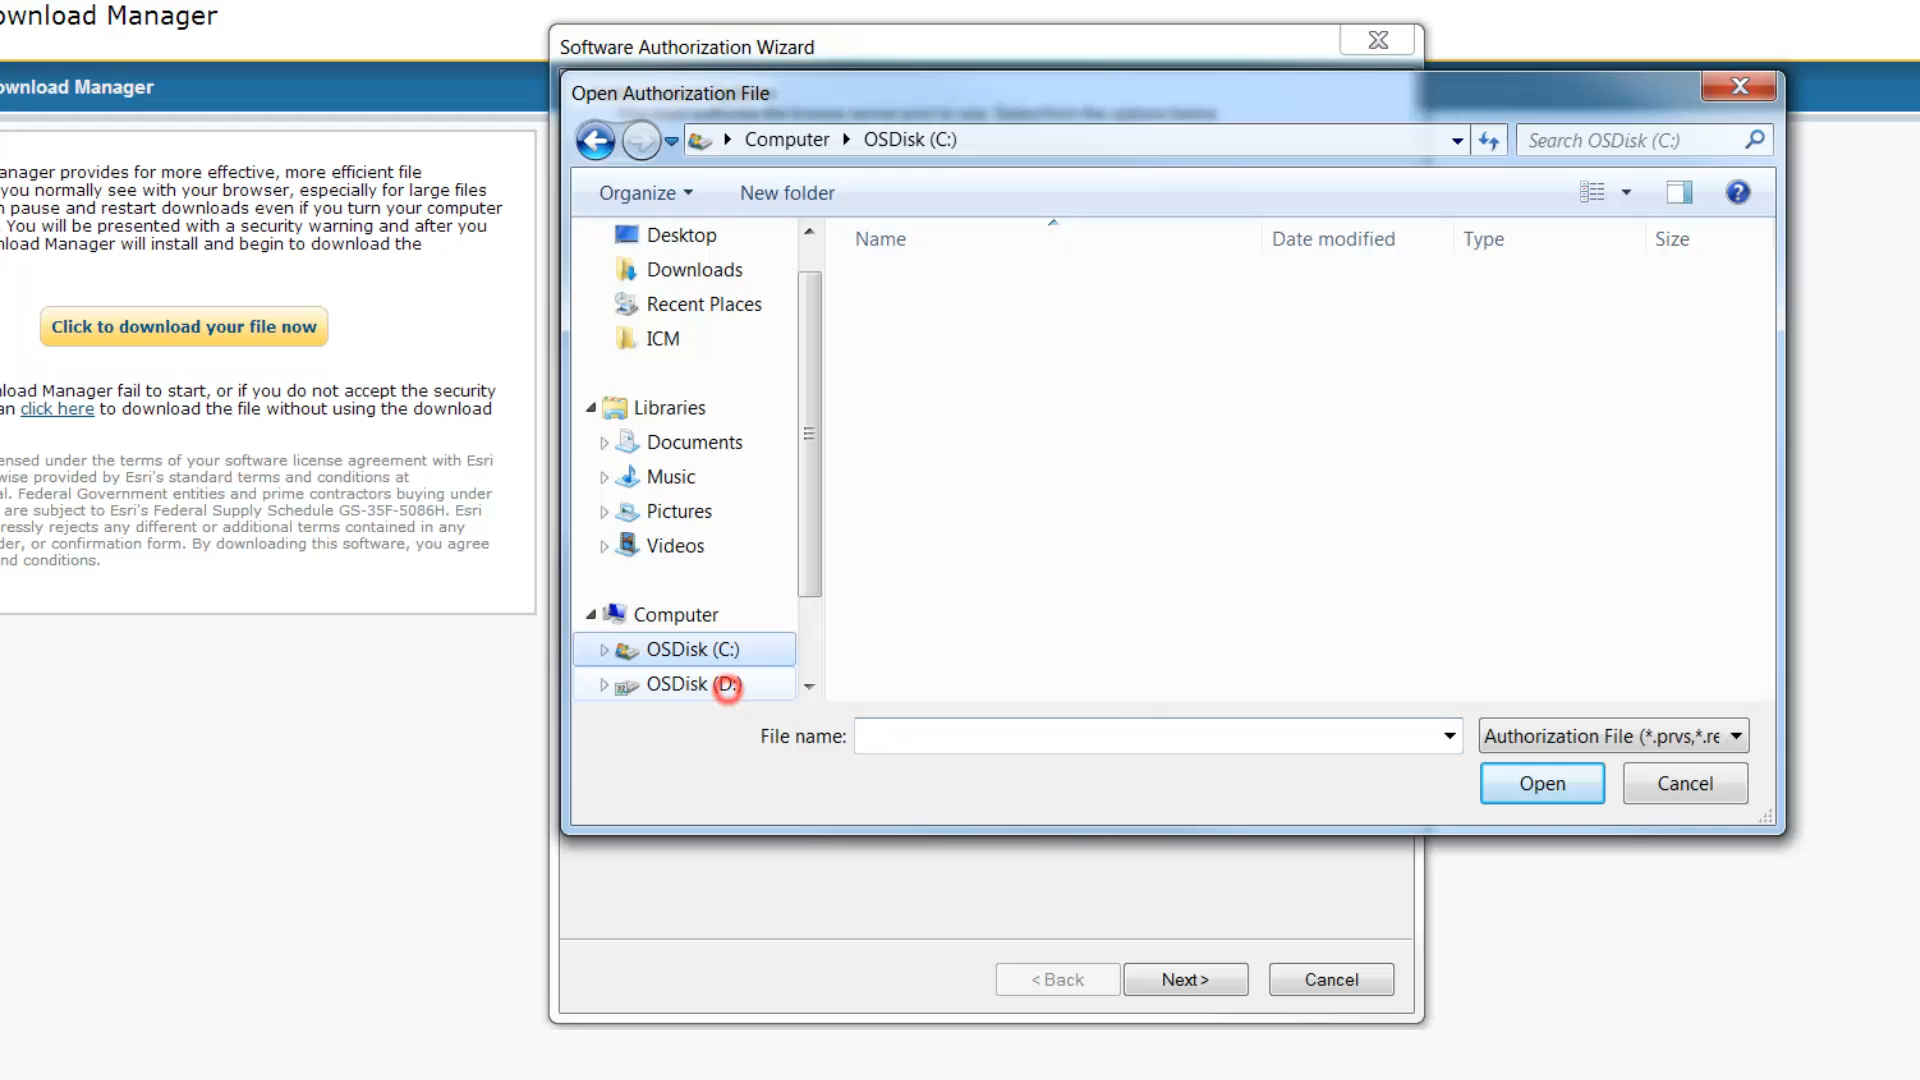 ownload Manager
ownload Manager
anager provides for more effective, more efficient file
you normally see with your browser, especially for large files
n pause and restart downloads even if you turn your computer
. You will be presented with a security warning and after you
nload Manager will install and begin to download the
Click to download your file now
nload Manager fail to start, or if you do not accept the security
an click here to download the file without using the download
ensed under the terms of your software license agreement with Esri
wise provided by Esri's standard terms and conditions at
al. Federal Government entities and prime contractors buying under
are subject to Esri's Federal Supply Schedule GS-35F-5086H. Esri
ressly rejects any different or additional terms contained in any
der, or confirmation form. By downloading this software, you agree
nd conditions.
Software Authorization Wizard
Open Authorization File
Computer OSDisk (C:)
Search OSDisk (C:)
Organize New folder
Desktop
Downloads
Recent Places
ICM
Libraries
Documents
Music
Pictures
Videos
Computer
OSDisk (C:)
OSDisk (D:)
Name Date modified Type Size
File name:
Authorization File (*.prvs,*.re
Open Cancel
< Back Next > Cancel